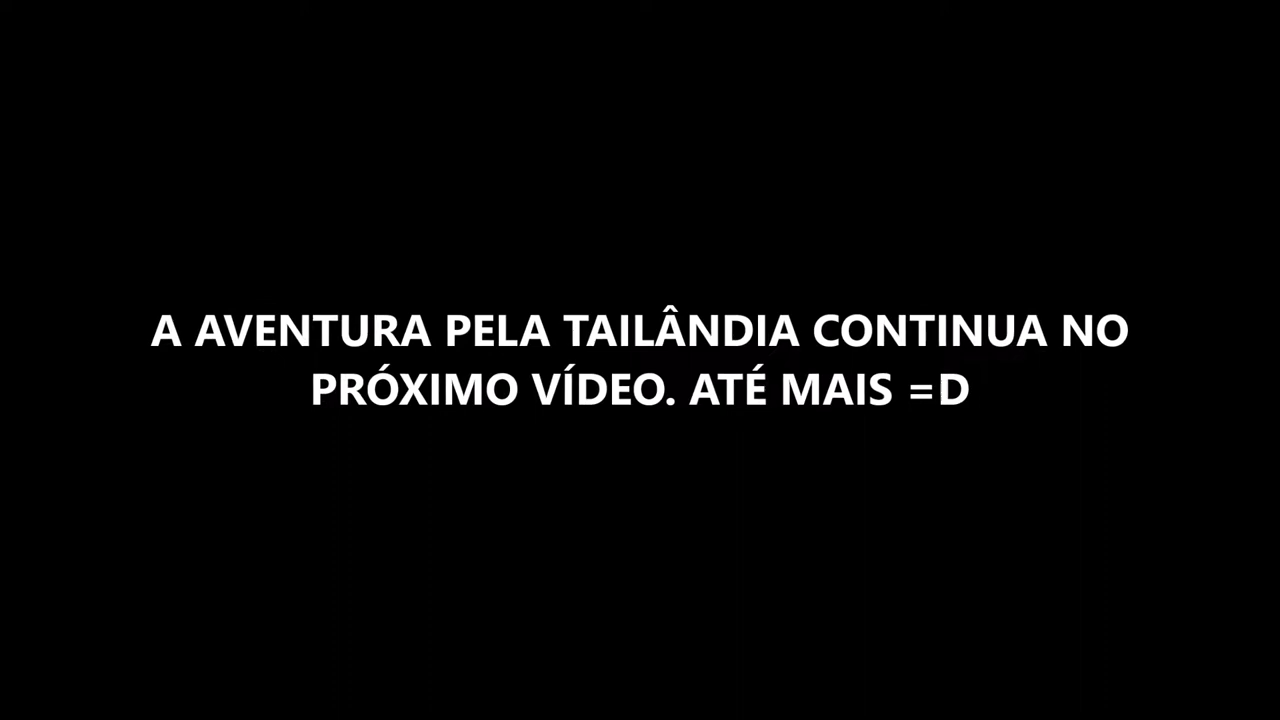 A AVENTURA PELA TAILÂNDIA CONTINUA NO
PRÓXIMO VÍDEO. ATÉ MAIS =D